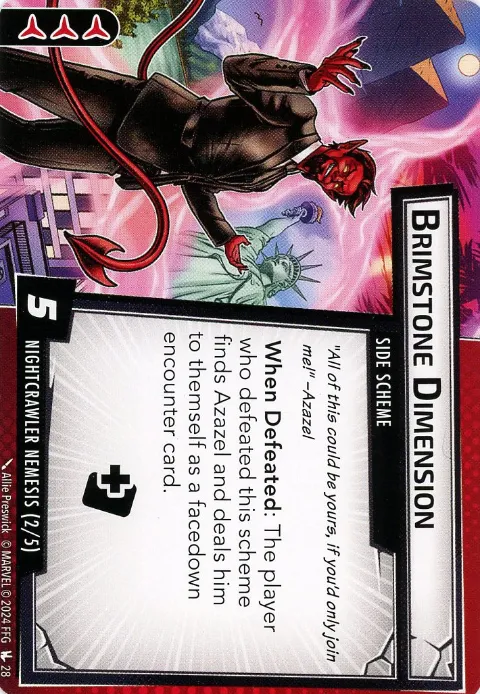 BRIMSTONE DIMENSION
SIDE SCHEME
"All of this could be yours, if you'd only join
me!" –Azazel
When Defeated: The player
who defeated this scheme
finds Azazel and deals him
to themself as a facedown
encounter card.
5
NIGHTCRAWLER NEMESIS (2/5)
Allie Preswick © MARVEL © 2024 FFG 28